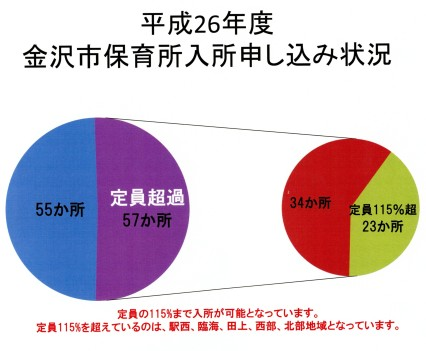 平成26年度
金沢市保育所入所申し込み状況
55か所
定員超過
57か所
34か所
定員115%超
23か所
定員の115%まで入所が可能となっています。
定員115%を超えているのは、駅西、臨海、田上、西部、北部地域となっています。